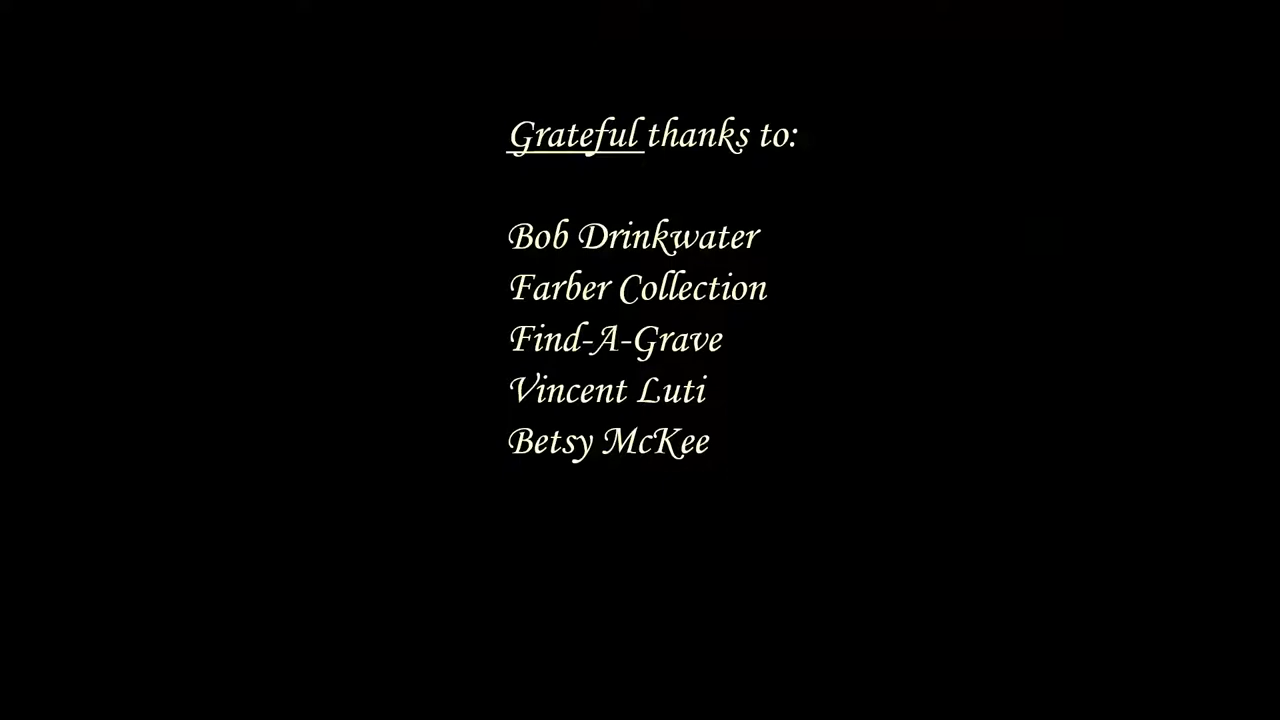 Grateful thanks to:
Bob Drinkwater
Farber Collection
Find-A-Grave
Vincent Luti
Betsy McKee